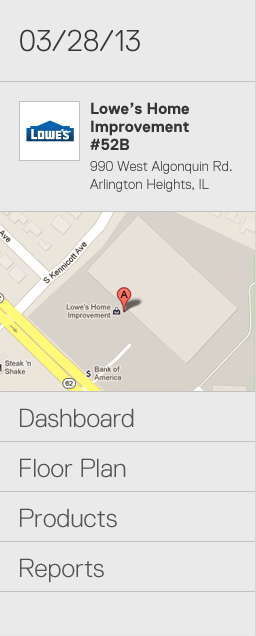 03/28/13
LOWE'S
Lowe's Home
Improvement
#52B
990 West Algonquin Rd.
Arlington Heights, IL
Ave
S Kennicott Ave
A
Lowe's Home
Improvement
Steak 'n
Shake
$
Bank of
America
62
62
Dashboard
Floor Plan
Products
Reports